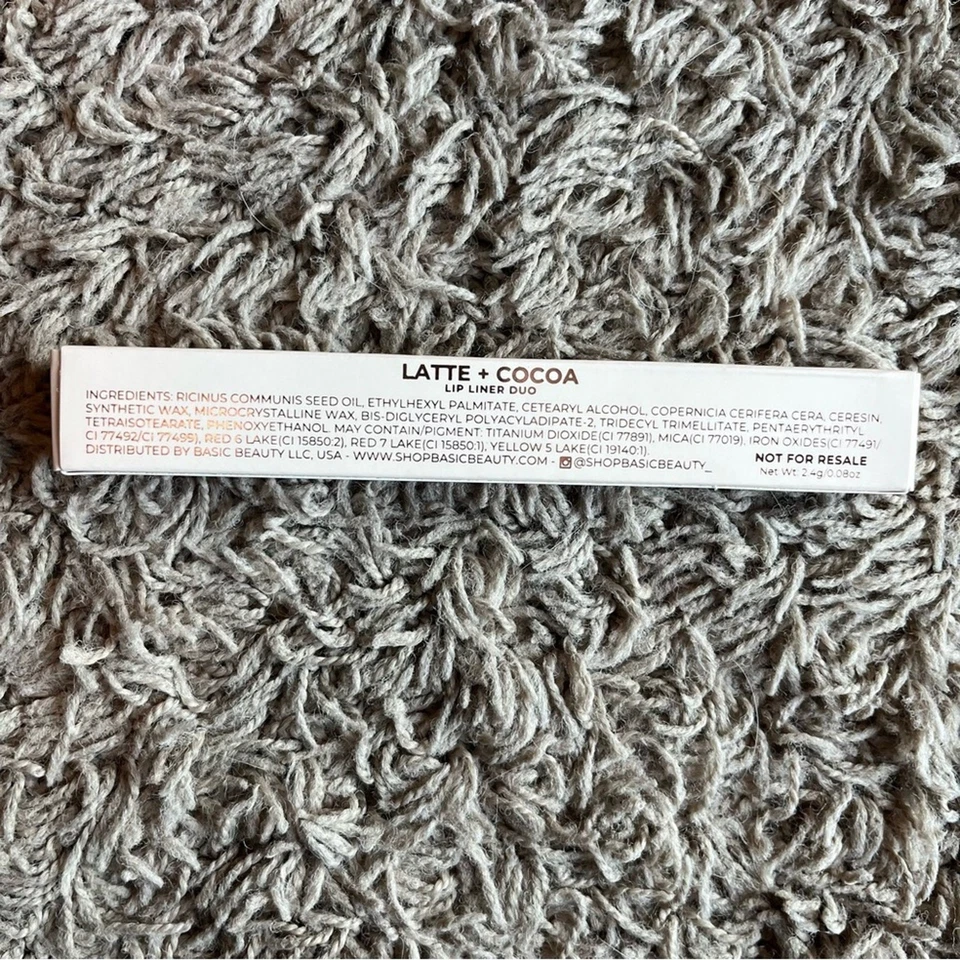 LATTE + COCOA
LIP LINER DUO
INGREDIENTS: RICINUS COMMUNIS SEED OIL, ETHYLHEXYL PALMITATE, CETEARYL ALCOHOL, COPERNICIA CERIFERA CERA, CERESIN,
SYNTHETIC WAX, MICROCRYSTALLINE WAX, BIS-DIGLYCERYL POLYACYLADIPATE-2, TRIDECYL TRIMELLITATE, PENTAERYTHRITYL
TETRAISOTEARATE, PHENOXYETHANOL. MAY CONTAIN/PIGMENT: TITANIUM DIOXIDE(CI 77891), MICA(CI 77019), IRON OXIDES(CI 77491/
CI 77492/CI 77499), RED 6 LAKE(CI 15850:2), RED 7 LAKE(CI 15850:1), YELLOW 5 LAKE(CI 19140:1).
DISTRIBUTED BY BASIC BEAUTY LLC, USA - WWW.SHOPBASICBEAUTY.COM - @SHOPBASICBEAUTY_
NOT FOR RESALE
Net Wt: 2.4g/0.08oz